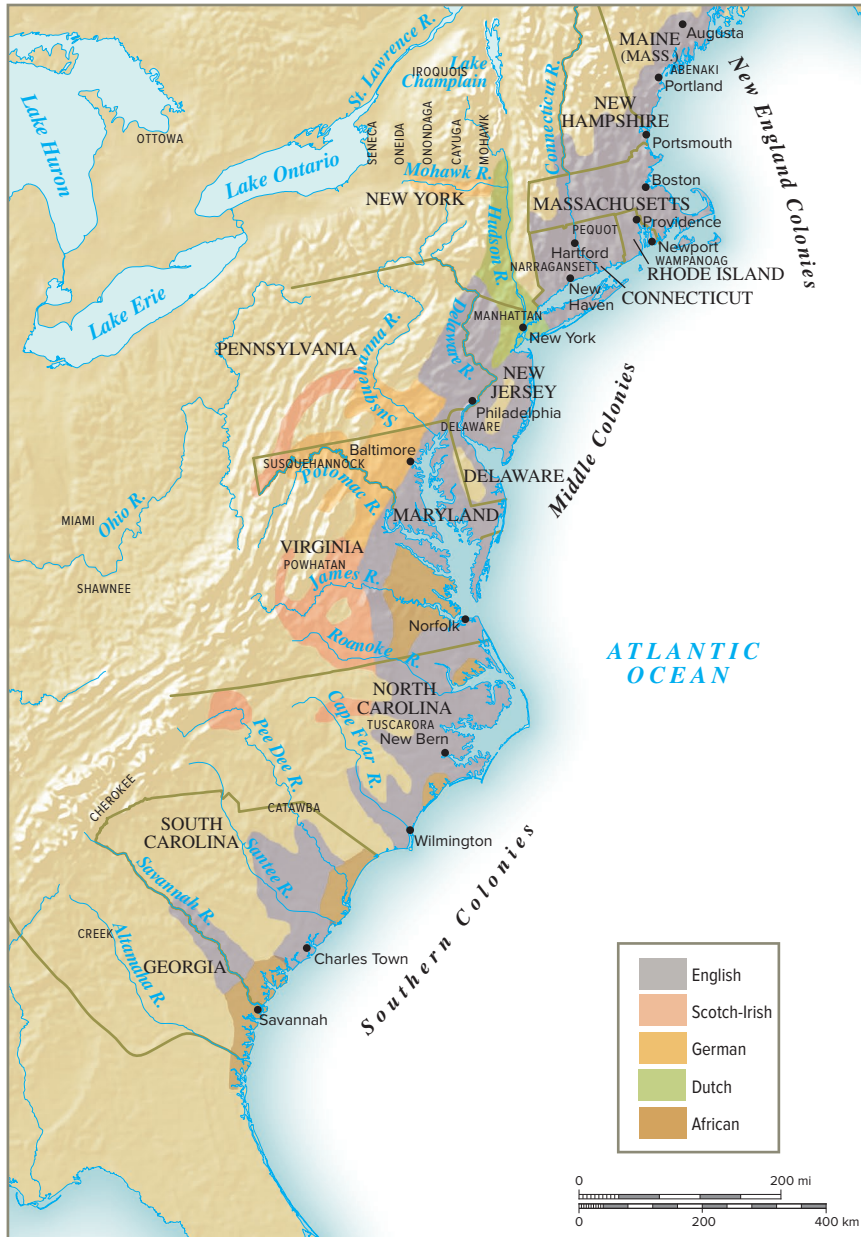 Augusta
MAINE
(MASS.)
ABENAKI
Portland
New England Colonies
St. Lawrence R.
IROQUOIS
Lake
Champlain
Connecticut R.
NEW
HAMPSHIRE
Portsmouth
Lake Huron
OTTOWA
SENECA
ONEIDA
ONONDAGA
CAYUGA
MOHAWK
Lake Ontario
Mohawk R.
Boston
MASSACHUSETTS
NEW YORK
Hudson R.
Providence
PEQUOT
Hartford
Newport
WAMPANOAG
NARRAGANSETT
RHODE ISLAND
New
Haven
CONNECTICUT
Lake Erie
Delaware R.
MANHATTAN
New York
PENNSYLVANIA
Susquehanna R.
NEW
JERSEY
Philadelphia
DELAWARE
Middle Colonies
Baltimore
SUSQUEHANNOCK
DELAWARE
Potomac R.
MARYLAND
MIAMI
Ohio R.
VIRGINIA
POWHATAN
SHAWNEE
James R.
Norfolk
Roanoke R.
ATLANTIC
OCEAN
NORTH
CAROLINA
TUSCARORA
New Bern
Cape Fear R.
Pee Dee R.
CHEROKEE
CATAWBA
SOUTH
CAROLINA
Wilmington
Santee R.
Savannah R.
Southern Colonies
CREEK
Altamaha R.
Charles Town
GEORGIA
Savannah
English
Scotch-Irish
German
Dutch
African
0 200 mi
0 200 400 km